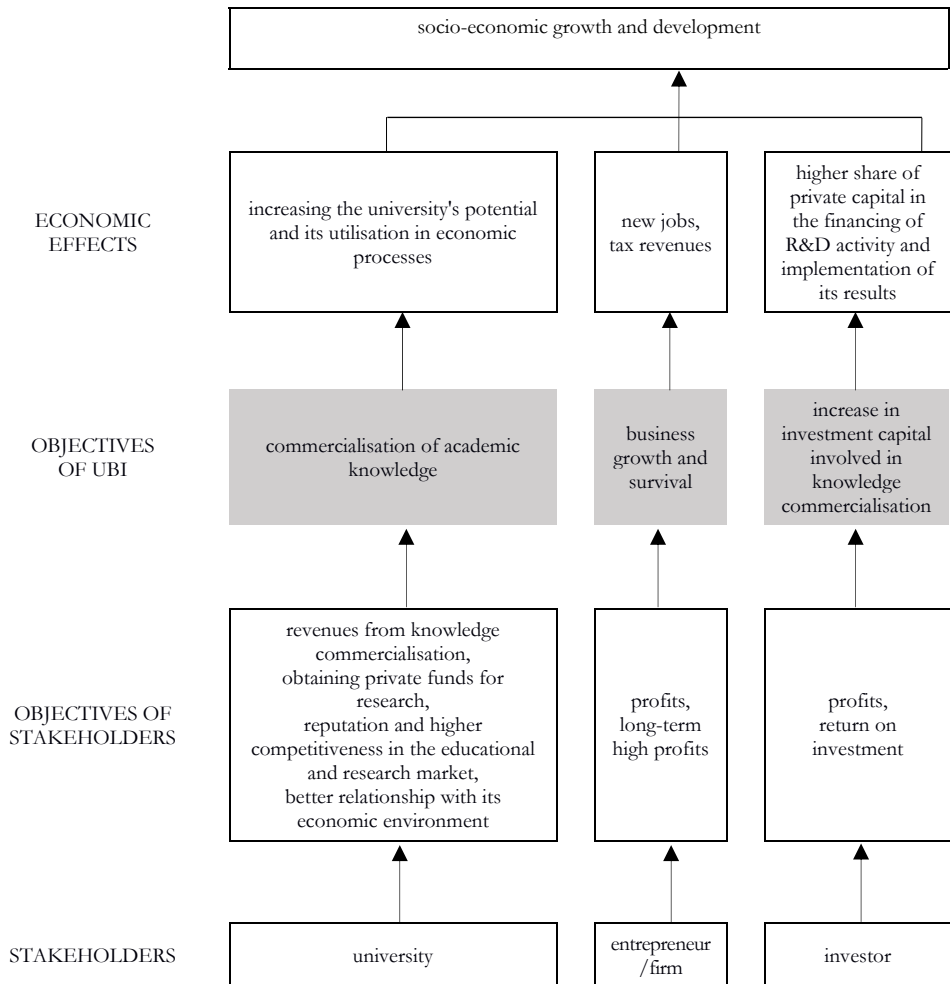 socio-economic growth and development
ECONOMIC
EFFECTS
increasing the university's potential
and its utilisation in economic
processes
new jobs,
tax revenues
higher share of
private capital in
the financing of
R&D activity and
implementation of
its results
OBJECTIVES
OF UBI
commercialisation of academic
knowledge
business
growth and
survival
increase in
investment capital
involved in
knowledge
commercialisation
OBJECTIVES OF
STAKEHOLDERS
revenues from knowledge
commercialisation,
obtaining private funds for
research,
reputation and higher
competitiveness in the educational
and research market,
better relationship with its
economic environment
profits,
long-term
high profits
profits,
return on
investment
STAKEHOLDERS
university
entrepreneur
/firm
investor